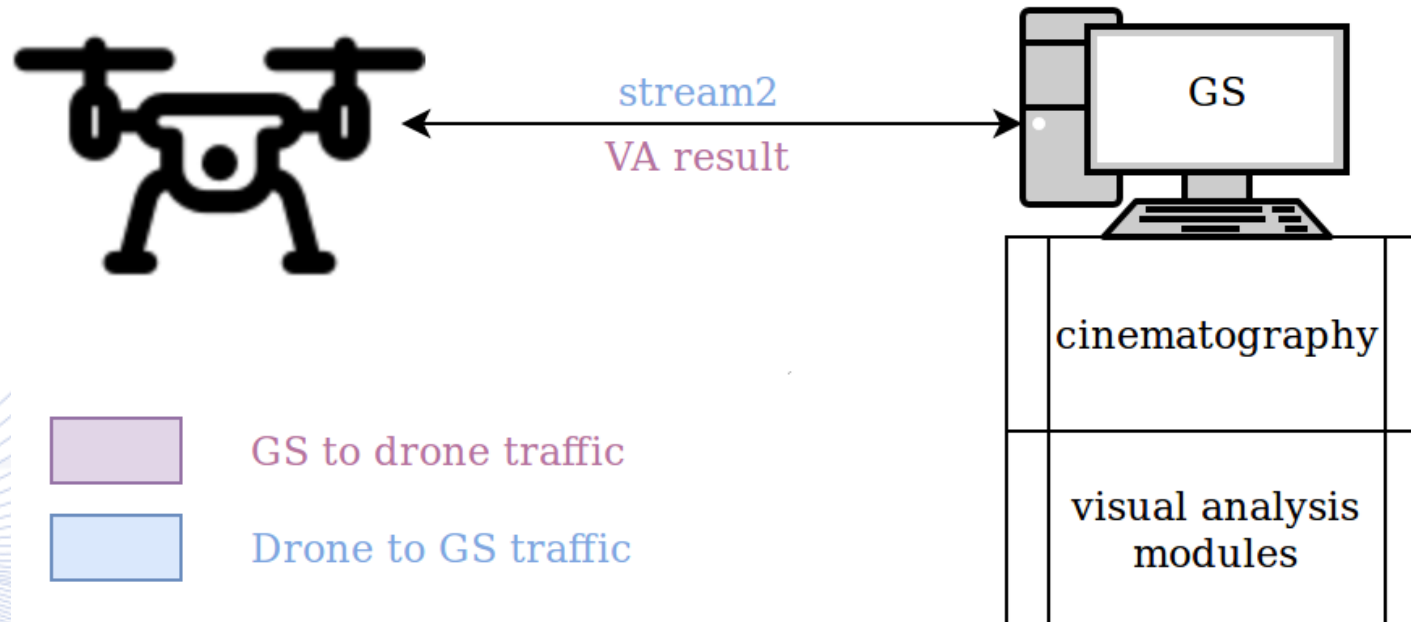 stream2
GS
VA result
cinematography
GS to drone traffic
visual analysis
modules
Drone to GS traffic